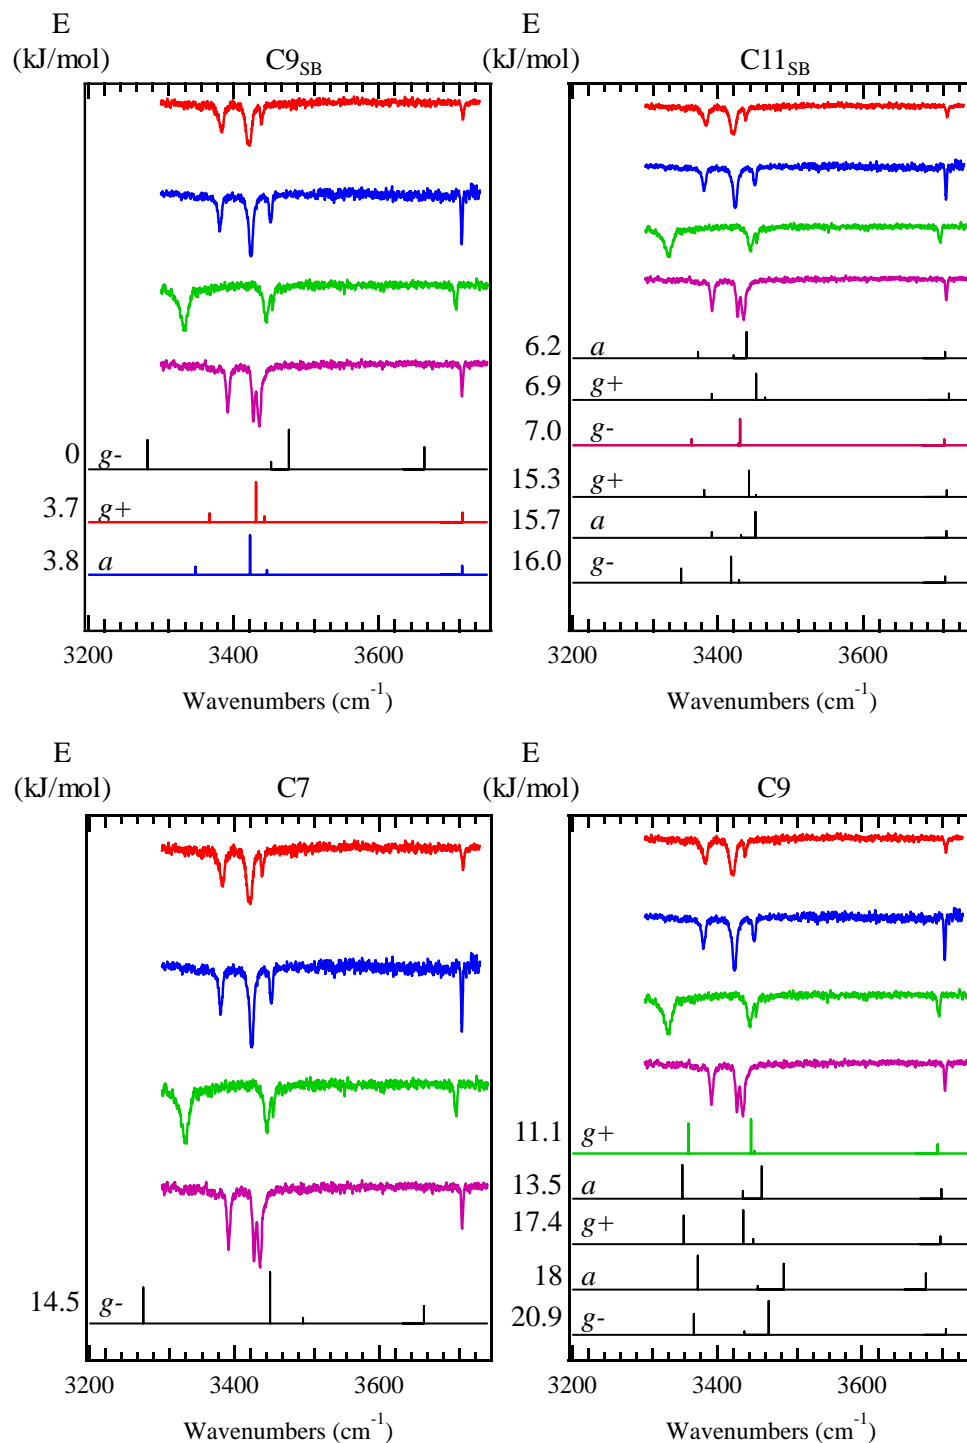 E
(kJ/mol)
C9SB
0 g-
3.7 g+
3.8 a
3200 3400 3600
Wavenumbers (cm-1)
E
(kJ/mol)
C11SB
6.2 a
6.9 g+
7.0 g-
15.3 g+
15.7 a
16.0 g-
3200 3400 3600
Wavenumbers (cm-1)
E
(kJ/mol)
C7
14.5 g-
3200 3400 3600
Wavenumbers (cm-1)
E
(kJ/mol)
C9
11.1 g+
13.5 a
17.4 g+
18 a
20.9 g-
3200 3400 3600
Wavenumbers (cm-1)